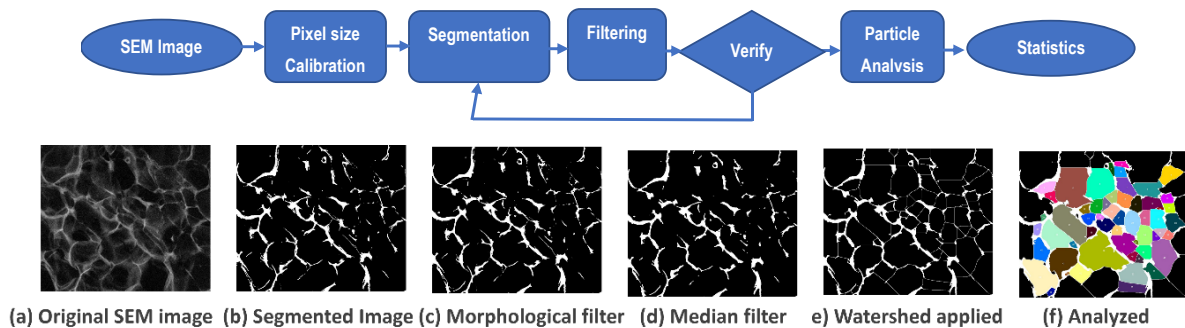 SEM Image
Pixel size
Calibration
Segmentation
Filtering
Verify
Particle
Analvsis
Statistics
(a) Original SEM image
(b) Segmented Image
(c) Morphological filter
(d) Median filter
e) Watershed applied
(f) Analyzed